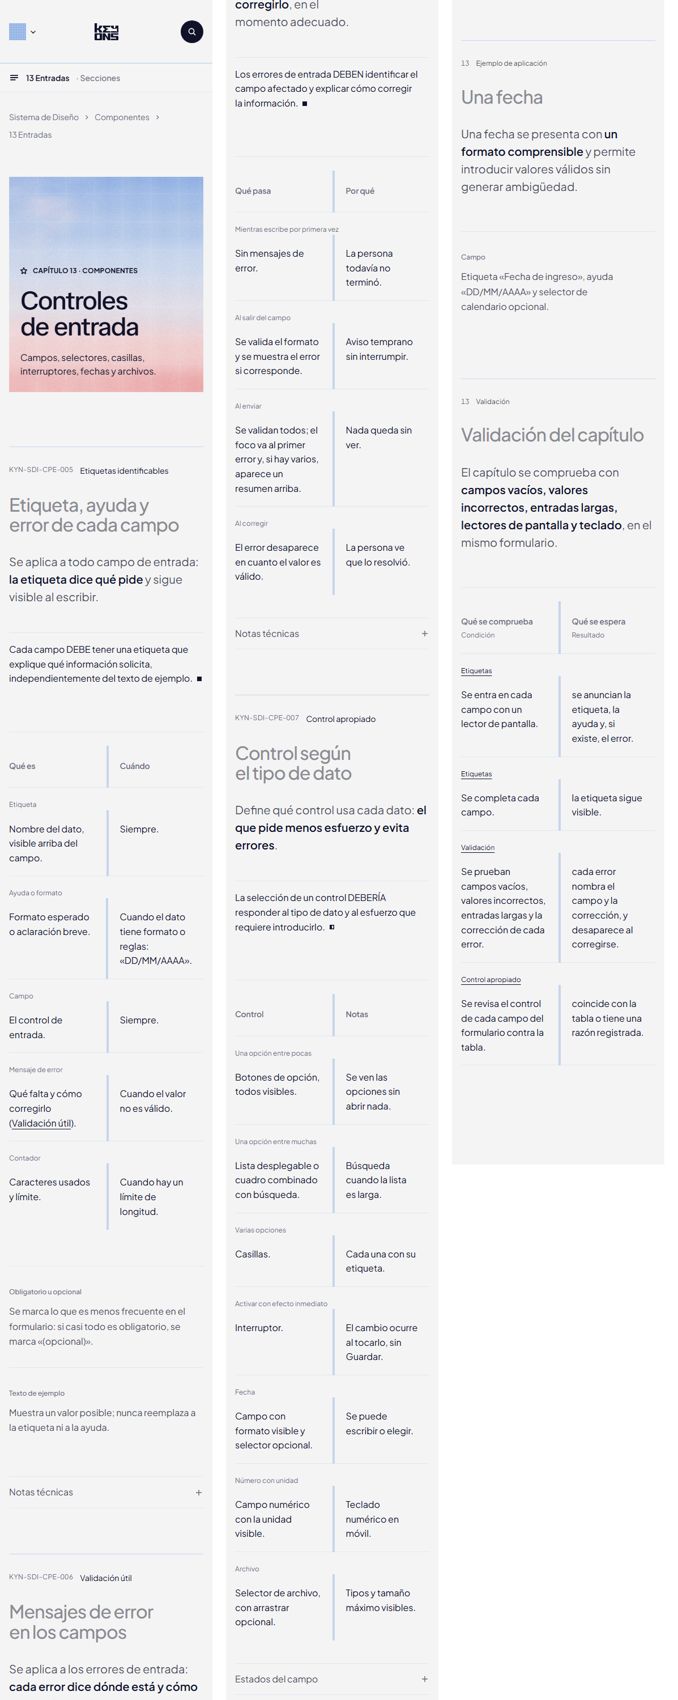 KEYONS
13 Entradas · Secciones
Sistema de Diseño > Componentes >
13 Entradas
CAPÍTULO 13 · COMPONENTES
Controles
de entrada
Campos, selectores, casillas,
interruptores, fechas y archivos.
KYN-SDI-CPE-005 Etiquetas identificables
Etiqueta, ayuda y
error de cada campo
Se aplica a todo campo de entrada:
la etiqueta dice qué pide y sigue
visible al escribir.
Cada campo DEBE tener una etiqueta que
explique qué información solicita,
independientemente del texto de ejemplo.
Qué es
Cuándo
Etiqueta
Nombre del dato,
visible arriba del
campo.
Siempre.
Ayuda o formato
Formato esperado
o aclaración breve.
Cuando el dato
tiene formato o
reglas:
«DD/MM/AAAA».
Campo
El control de
entrada.
Siempre.
Mensaje de error
Qué falta y cómo
corregirlo
(Validación útil).
Cuando el valor
no es válido.
Contador
Caracteres usados
y límite.
Cuando hay un
límite de
longitud.
Obligatorio u opcional
Se marca lo que es menos frecuente en el
formulario: si casi todo es obligatorio, se
marca «(opcional)».
Texto de ejemplo
Muestra un valor posible; nunca reemplaza a
la etiqueta ni a la ayuda.
Notas técnicas +
KYN-SDI-CPE-006 Validación útil
Mensajes de error
en los campos
Se aplica a los errores de entrada:
cada error dice dónde está y cómo
corregirlo, en el
momento adecuado.
Los errores de entrada DEBEN identificar el
campo afectado y explicar cómo corregir
la información.
Qué pasa
Por qué
Mientras escribe por primera vez
Sin mensajes de
error.
La persona
todavía no
terminó.
Al salir del campo
Se valida el formato
y se muestra el error
si corresponde.
Aviso temprano
sin interrumpir.
Al enviar
Se validan todos; el
foco va al primer
error y, si hay varios,
aparece un
resumen arriba.
Nada queda sin
ver.
Al corregir
El error desaparece
en cuanto el valor es
válido.
La persona ve
que lo resolvió.
Notas técnicas +
KYN-SDI-CPE-007 Control apropiado
Control según
el tipo de dato
Define qué control usa cada dato: el
que pide menos esfuerzo y evita
errores.
La selección de un control DEBERÍA
responder al tipo de dato y al esfuerzo que
requiere introducirlo.
Control
Notas
Una opción entre pocas
Botones de opción,
todos visibles.
Se ven las
opciones sin
abrir nada.
Una opción entre muchas
Lista desplegable o
cuadro combinado
con búsqueda.
Búsqueda
cuando la lista
es larga.
Varias opciones
Casillas.
Cada una con su
etiqueta.
Activar con efecto inmediato
Interruptor.
El cambio ocurre
al tocarlo, sin
Guardar.
Fecha
Campo con
formato visible y
selector opcional.
Se puede
escribir o elegir.
Número con unidad
Campo numérico
con la unidad
visible.
Teclado
numérico en
móvil.
Archivo
Selector de archivo,
con arrastrar
opcional.
Tipos y tamaño
máximo visibles.
Estados del campo +
13 Ejemplo de aplicación
Una fecha
Una fecha se presenta con un
formato comprensible y permite
introducir valores válidos sin
generar ambigüedad.
Campo
Etiqueta «Fecha de ingreso», ayuda
«DD/MM/AAAA» y selector de
calendario opcional.
13 Validación
Validación del capítulo
El capítulo se comprueba con
campos vacíos, valores
incorrectos, entradas largas,
lectores de pantalla y teclado, en el
mismo formulario.
Qué se comprueba
Condición
Qué se espera
Resultado
Etiquetas
Se entra en cada
campo con un
lector de pantalla.
se anuncian la
etiqueta, la
ayuda y, si
existe, el error.
Etiquetas
Se completa cada
campo.
la etiqueta sigue
visible.
Validación
Se prueban
campos vacíos,
valores incorrectos,
entradas largas y la
corrección de cada
error.
cada error
nombra el
campo y la
corrección, y
desaparece al
corregirse.
Control apropiado
Se revisa el control
de cada campo del
formulario contra la
tabla.
coincide con la
tabla o tiene una
razón registrada.